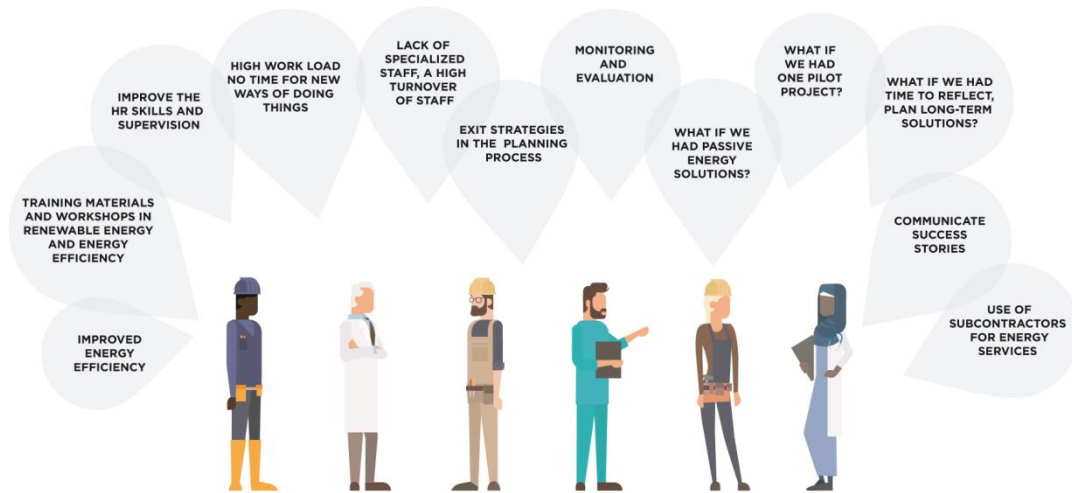 IMPROVED
ENERGY
EFFICIENCY
TRAINING MATERIALS
AND WORKSHOPS IN
RENEWABLE ENERGY
AND ENERGY
EFFICIENCY
IMPROVE THE
HR SKILLS AND
SUPERVISION
HIGH WORK LOAD
NO TIME FOR NEW
WAYS OF DOING
THINGS
LACK OF
SPECIALIZED
STAFF, A HIGH
TURNOVER
OF STAFF
EXIT STRATEGIES
IN THE PLANNING
PROCESS
MONITORING
AND
EVALUATION
WHAT IF WE
HAD PASSIVE
ENERGY
SOLUTIONS?
WHAT IF
WE HAD
ONE PILOT
PROJECT?
WHAT IF WE HAD
TIME TO REFLECT,
PLAN LONG-TERM
SOLUTIONS?
COMMUNICATE
SUCCESS
STORIES
USE OF
SUBCONTRACTORS
FOR ENERGY
SERVICES